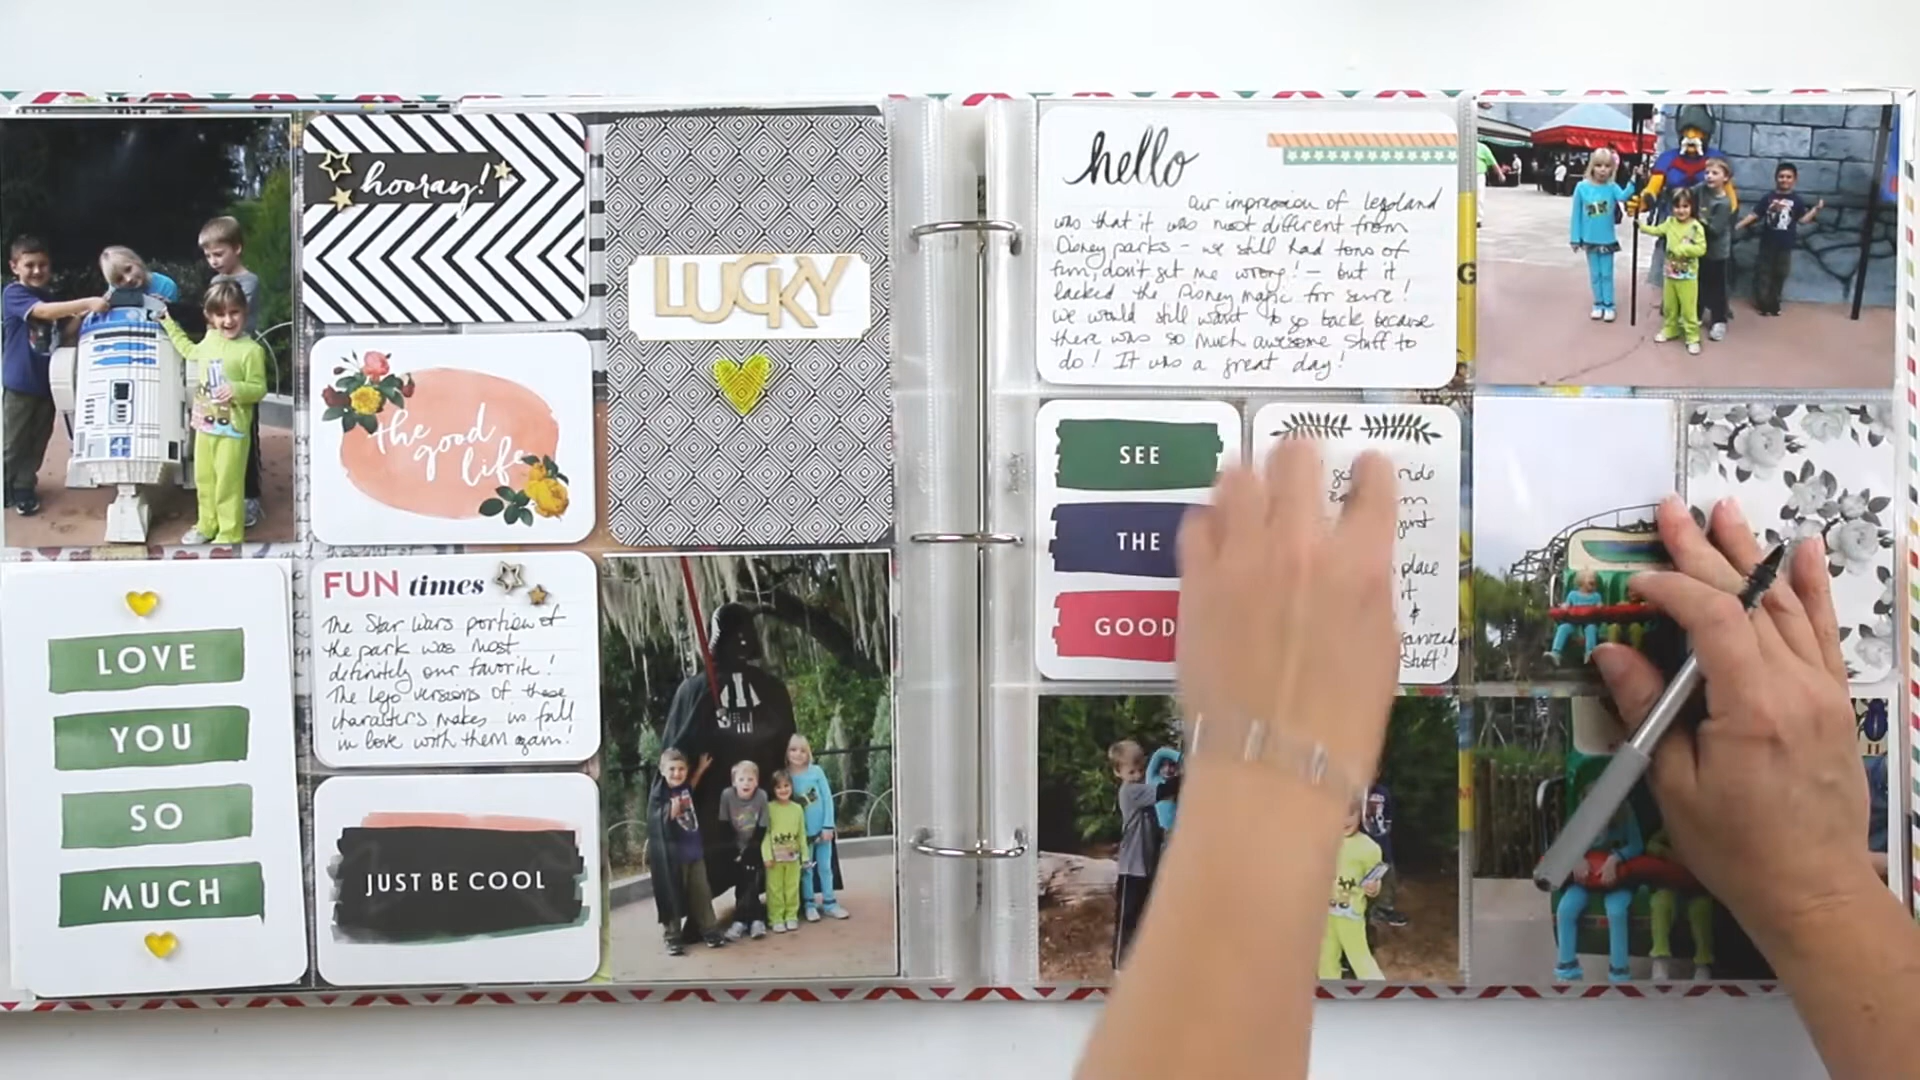 hooray!
the good
life
LUCKY
FUN times
The Star Wars portion of
the park was most
definitely our favorite!
The Lego versions of these
characters makes us fall
in love with them again!
LOVE
YOU
SO
MUCH
JUST BE COOL
hello
our impression of Legoland
was that it was most different from
Disney parks - we still had tons of
fun, don't get me wrong! - but it
lacked the Disney magic for sure!
we would still want to go back because
there was so much awesome stuff to
do! It was a great day!
SEE
THE
GOOD
ride
place
&
stuff!